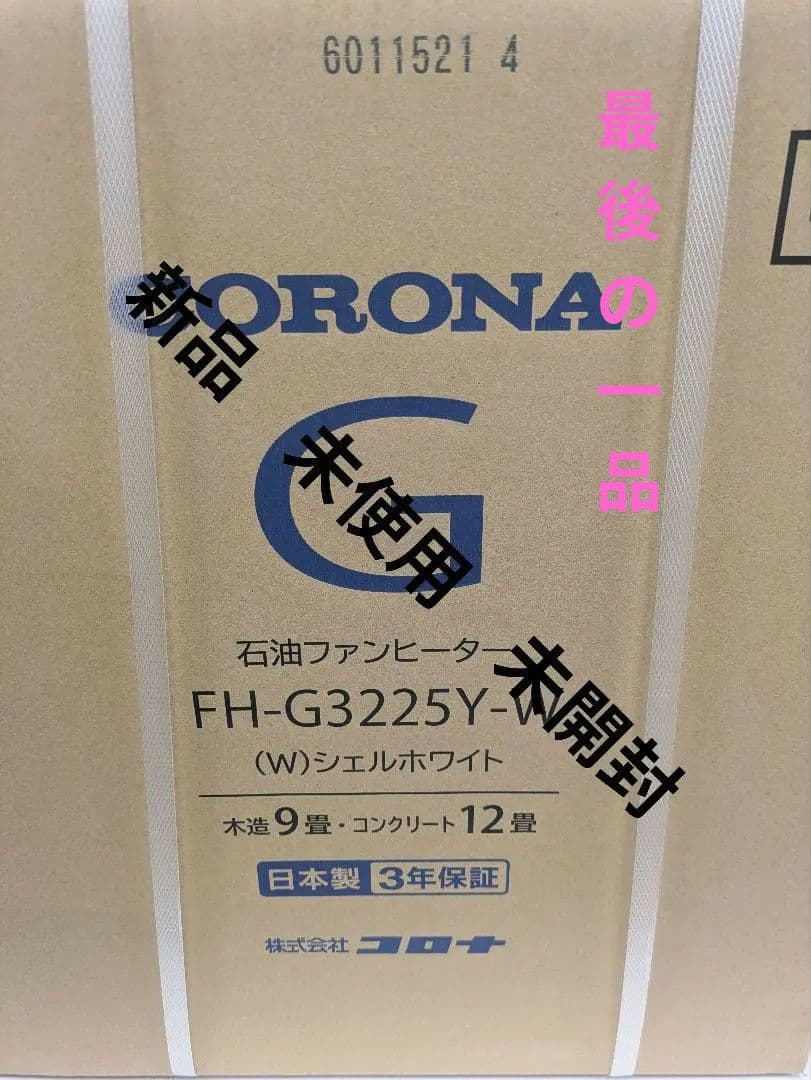 6011521 4
最後の一品
CORONA
新品
G
未使用
石油ファンヒーター
未開封
FH-G3225Y-W
(W)シェルホワイト
木造9畳・コンクリート12畳
日本製 3年保証
株式会社 コロナ